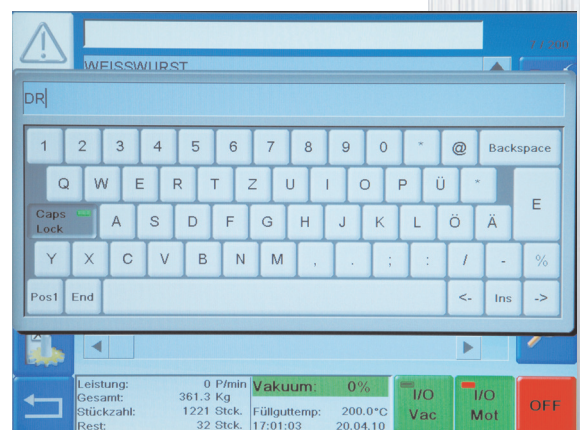 WEISSWURST
DR
1 2 3 4 5 6 7 8 9 0 " @ Backspace
Q W E R T Z U I O P Ü E
Caps Lock A S D F G H J K L Ö Ä
Y X C V B N M , . ; : / - %
Pos1 End <- Ins ->
Leistung: 0 P/min
Gesamt: 361.3 Kg
Stückzahl: 1221 Stck.
Rest: 32 Stck.
Vakuum: 0%
Füllguttemp: 200.0°C
17:01:03 20.04.10
I/O Vac
I/O Mot
OFF